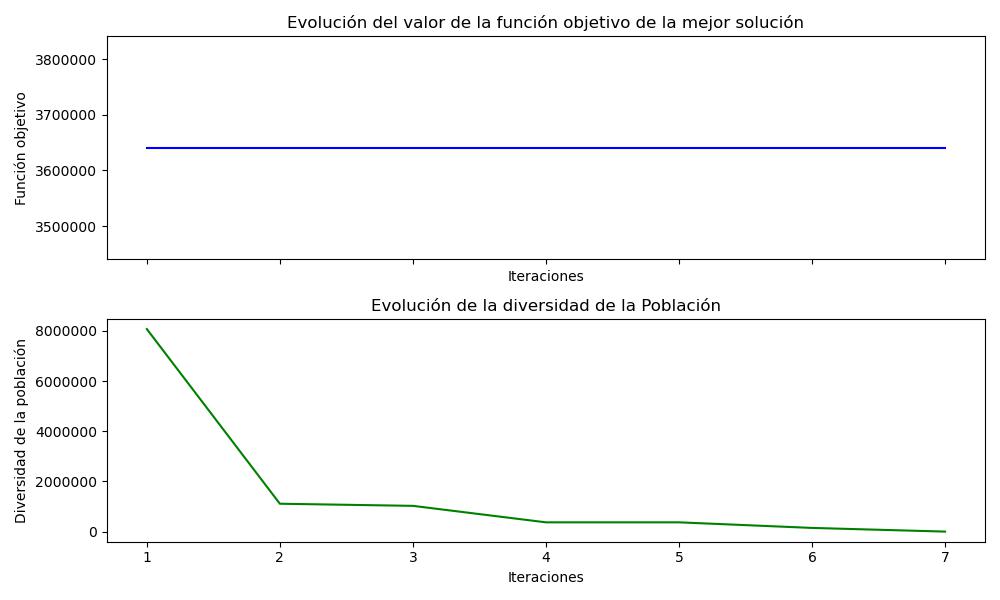 Evolución del valor de la función objetivo de la mejor solución
3800000
3700000
3600000
3500000
Función objetivo
Iteraciones
Evolución de la diversidad de la Población
8000000
6000000
4000000
2000000
0
Diversidad de la población
1 2 3 4 5 6 7
Iteraciones